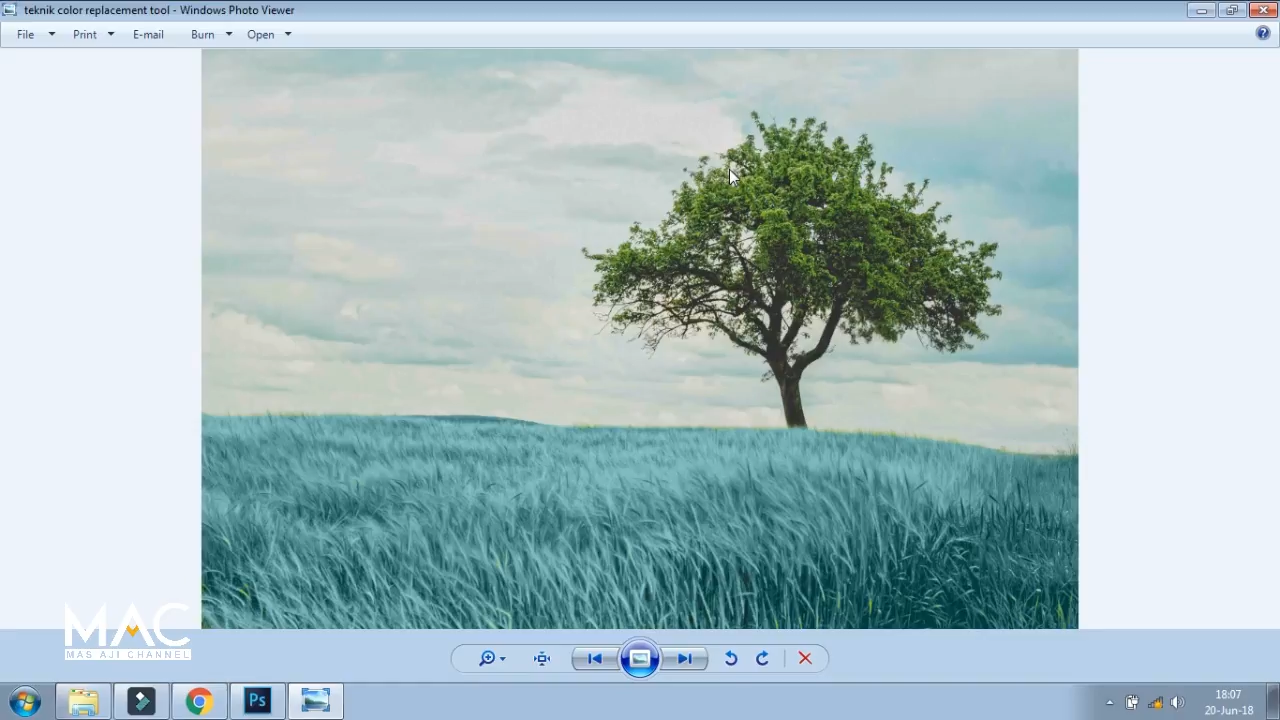 teknik color replacement tool - Windows Photo Viewer
File Print E-mail Burn Open
MAC
MAS AJI CHANNEL
Ps
18:07
20-Jun-18